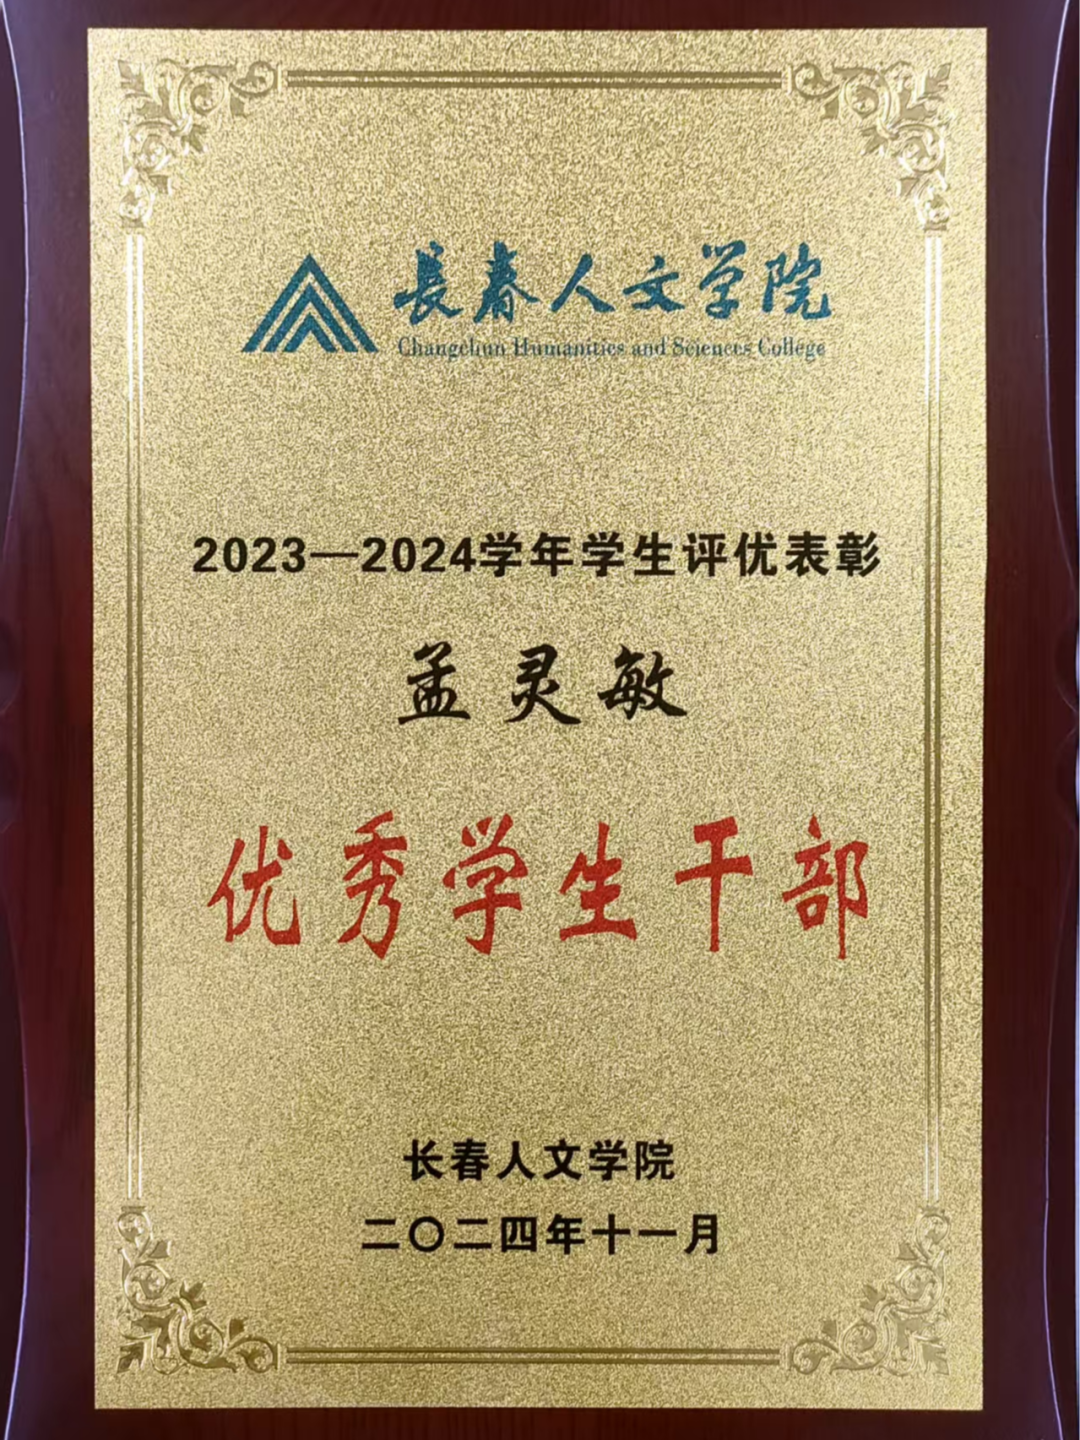 長春人文学院
Changchun Humanities and Sciences College
2023—2024学年学生评优表彰
孟灵敏
优秀学生干部
长春人文学院
二〇二四年十一月